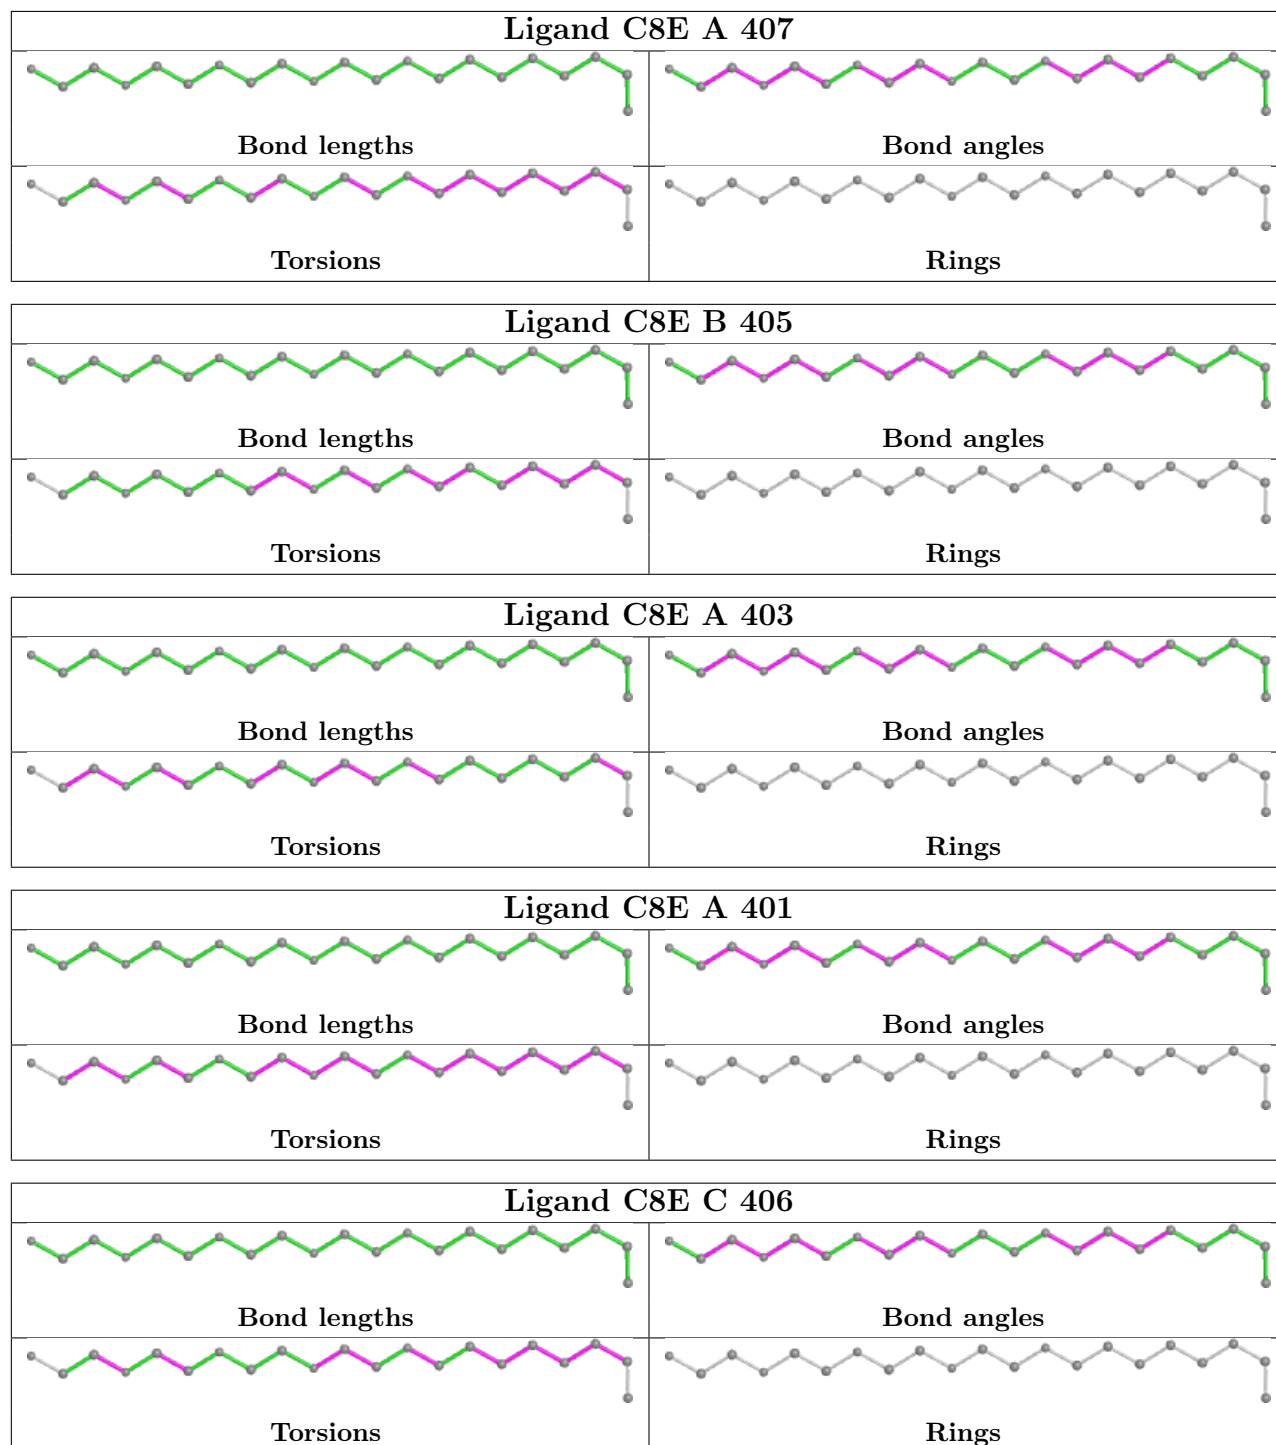 Ligand C8E A 407
Bond lengths Bond angles
Torsions Rings
Ligand C8E B 405
Bond lengths Bond angles
Torsions Rings
Ligand C8E A 403
Bond lengths Bond angles
Torsions Rings
Ligand C8E A 401
Bond lengths Bond angles
Torsions Rings
Ligand C8E C 406
Bond lengths Bond angles
Torsions Rings